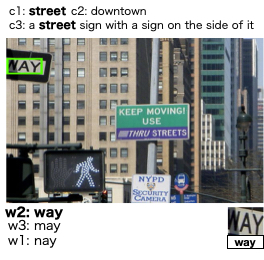 c1: street c2: downtown
c3: a street sign with a sign on the side of it
WAY
KEEP MOVING!
USE
THRU STREETS
NYPD
SECURITY
CAMERA
w2: way
w3: may
w1: nay
WAY
way